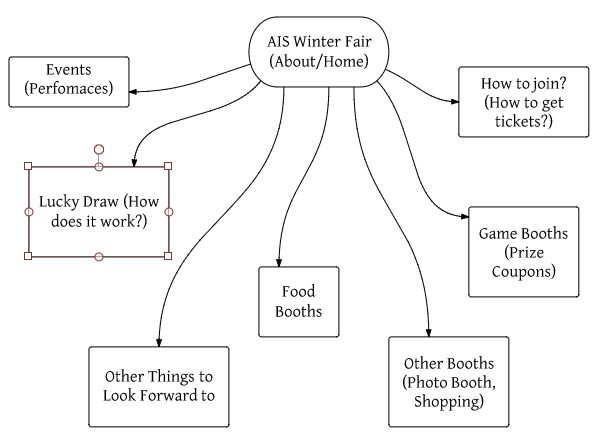 AIS Winter Fair
(About/Home)
Events
(Perfomaces)
How to join?
(How to get
tickets?)
Lucky Draw (How
does it work?)
Game Booths
(Prize
Coupons)
Food
Booths
Other Things to
Look Forward to
Other Booths
(Photo Booth,
Shopping)